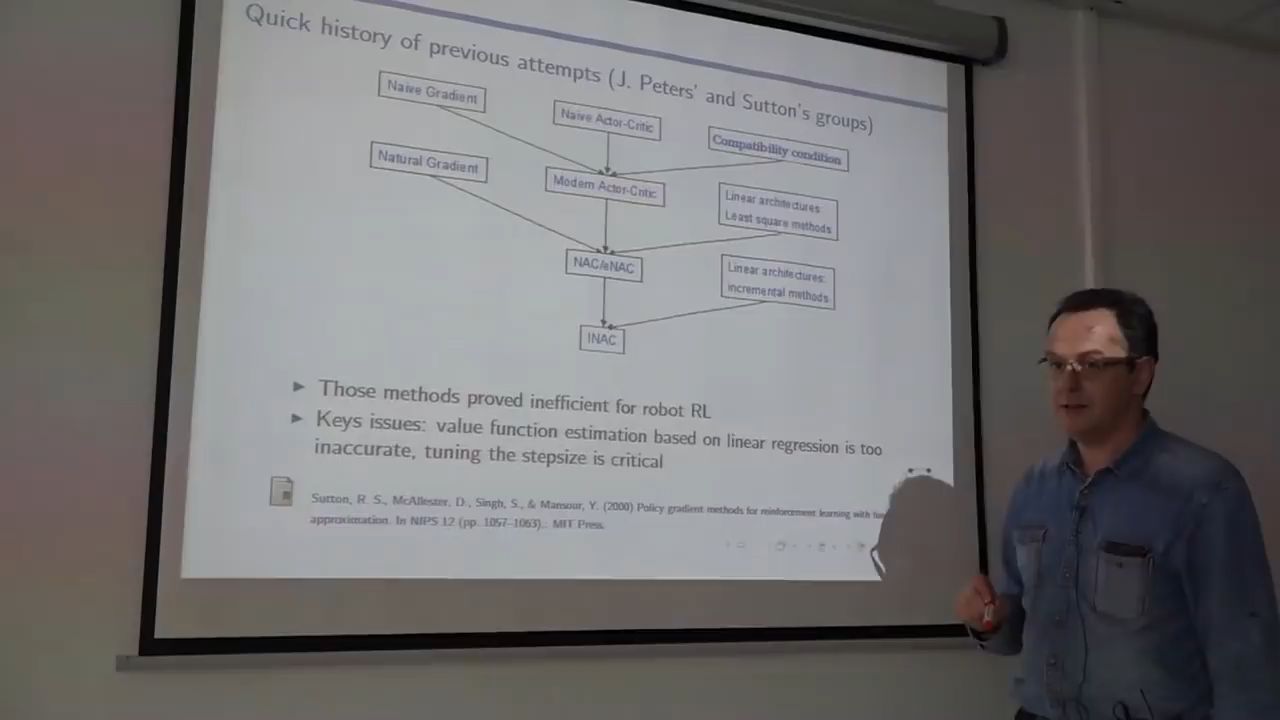 Quick history of previous attempts (J. Peters' and Sutton's groups)
Naive Gradient
Naive Actor-Critic
Compatibility condition
Natural Gradient
Modern Actor-Critic
Linear architectures:
Least square methods
NAC/eNAC
Linear architectures:
incremental methods
INAC
Those methods proved inefficient for robot RL
Keys issues: value function estimation based on linear regression is too
inaccurate, tuning the stepsize is critical
Sutton, R. S., McAllester, D., Singh, S., & Mansour, Y. (2000) Policy gradient methods for reinforcement learning with
approximation. In NIPS 12 (pp. 1057–1063).: MIT Press.